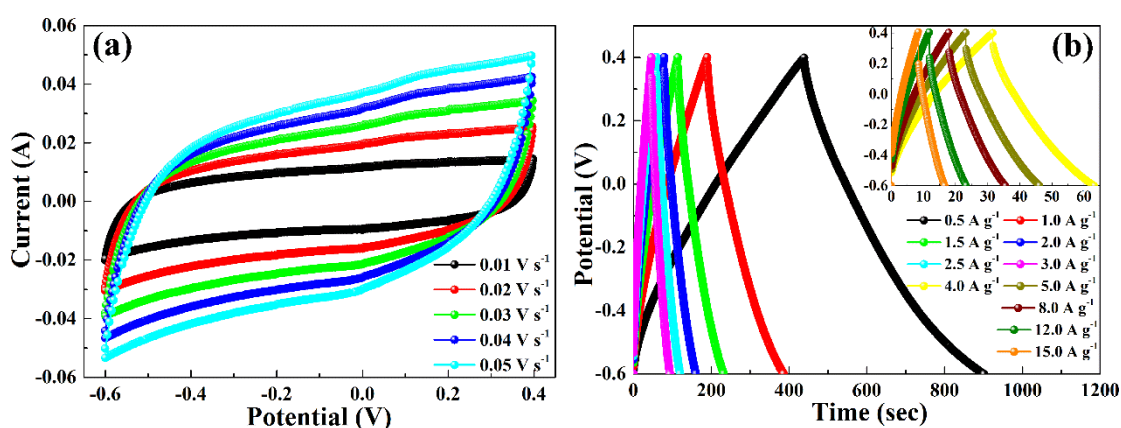 (a)
0.06
0.04
0.02
0.00
-0.02
-0.04
-0.06
Current (A)
-0.6
-0.4
-0.2
0.0
0.2
0.4
Potential (V)
0.01 V s⁻¹
0.02 V s⁻¹
0.03 V s⁻¹
0.04 V s⁻¹
0.05 V s⁻¹
(b)
0.4
0.0
-0.4
-0.6
Potential (V)
0
200
400
600
800
1000
1200
Time (sec)
0.4
0.2
0.0
-0.2
-0.4
-0.6
0
10
20
30
40
50
60
0.5 A g⁻¹
1.0 A g⁻¹
1.5 A g⁻¹
2.0 A g⁻¹
2.5 A g⁻¹
3.0 A g⁻¹
4.0 A g⁻¹
5.0 A g⁻¹
8.0 A g⁻¹
12.0 A g⁻¹
15.0 A g⁻¹